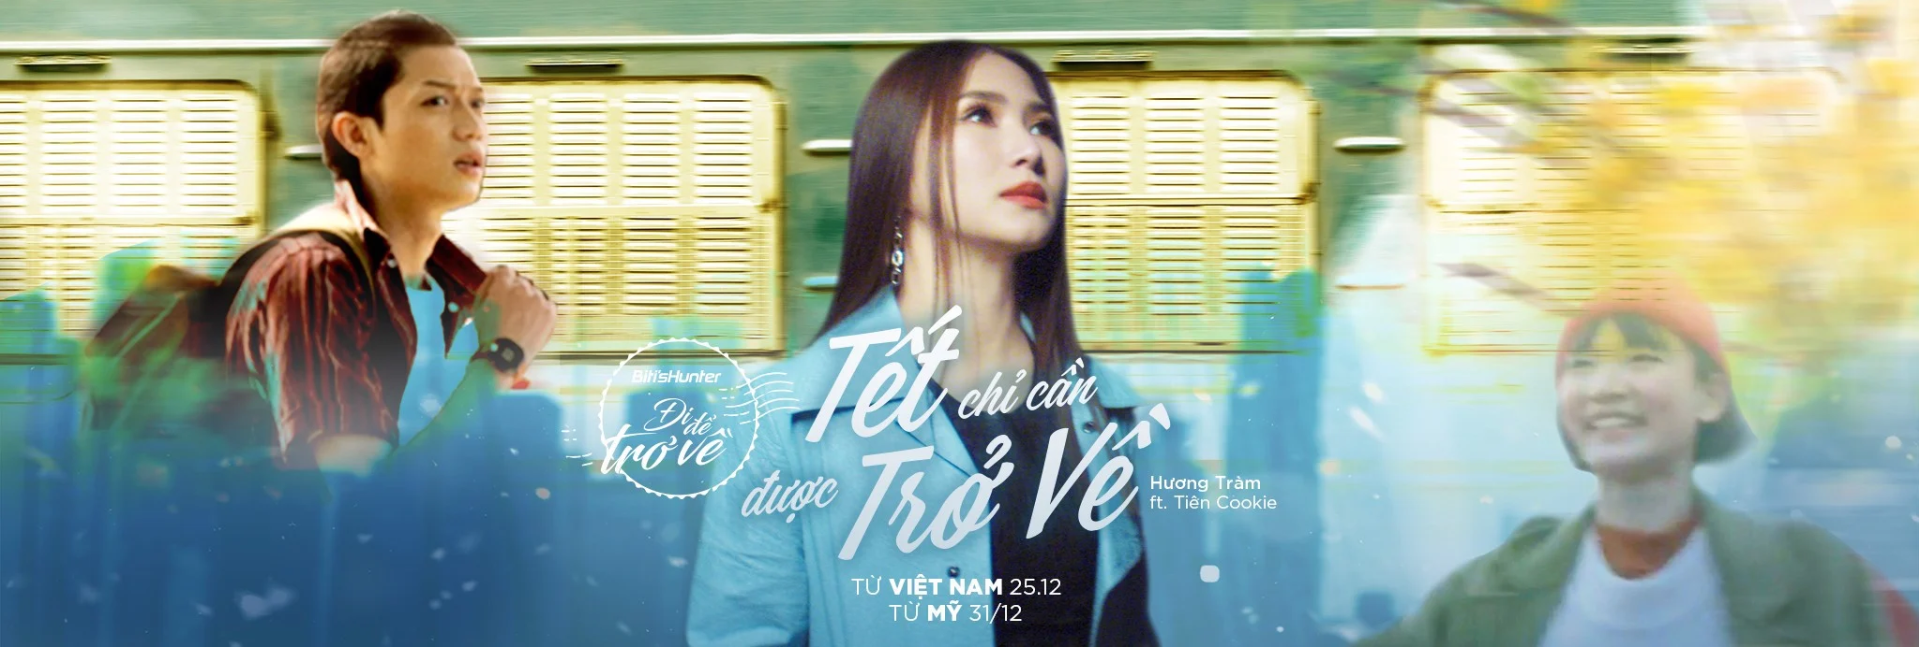 Biti'sHunter
Đi để
trở về
Tết chỉ cần
được Trở Về
Hương Tràm
ft. Tiên Cookie
TỪ VIỆT NAM 25.12
TỪ MỸ 31/12